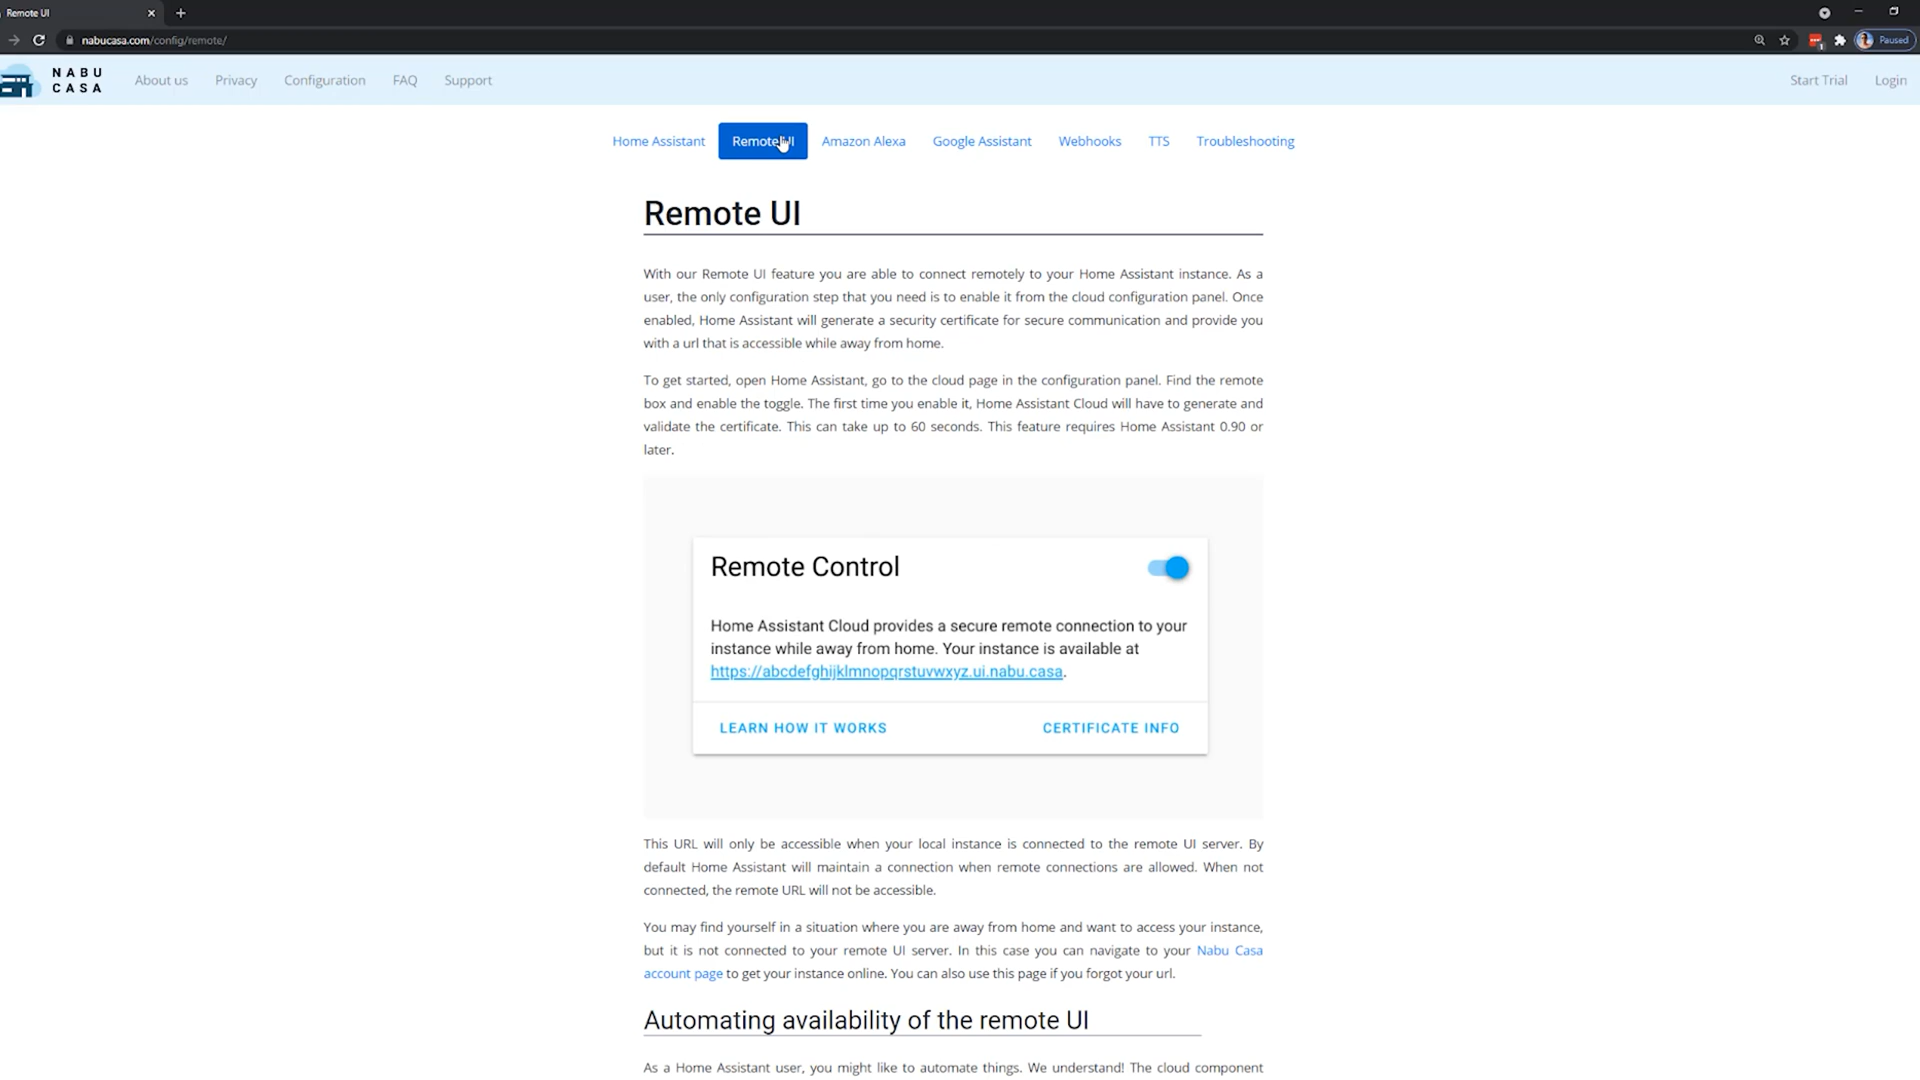 Remote UI
nabucasa.com/config/remote/
Paused
NABU
CASA
About us
Privacy
Configuration
FAQ
Support
Start Trial
Login
Home Assistant
Remote UI
Amazon Alexa
Google Assistant
Webhooks
TTS
Troubleshooting
Remote UI
With our Remote UI feature you are able to connect remotely to your Home Assistant instance. As a
user, the only configuration step that you need is to enable it from the cloud configuration panel. Once
enabled, Home Assistant will generate a security certificate for secure communication and provide you
with a url that is accessible while away from home.
To get started, open Home Assistant, go to the cloud page in the configuration panel. Find the remote
box and enable the toggle. The first time you enable it, Home Assistant Cloud will have to generate and
validate the certificate. This can take up to 60 seconds. This feature requires Home Assistant 0.90 or
later.
Remote Control
Home Assistant Cloud provides a secure remote connection to your
instance while away from home. Your instance is available at
https://abcdefghijklmnopqrstuvwxyz.ui.nabu.casa.
LEARN HOW IT WORKS
CERTIFICATE INFO
This URL will only be accessible when your local instance is connected to the remote UI server. By
default Home Assistant will maintain a connection when remote connections are allowed. When not
connected, the remote URL will not be accessible.
You may find yourself in a situation where you are away from home and want to access your instance,
but it is not connected to your remote UI server. In this case you can navigate to your Nabu Casa
account page to get your instance online. You can also use this page if you forgot your url.
Automating availability of the remote UI
As a Home Assistant user, you might like to automate things. We understand! The cloud component